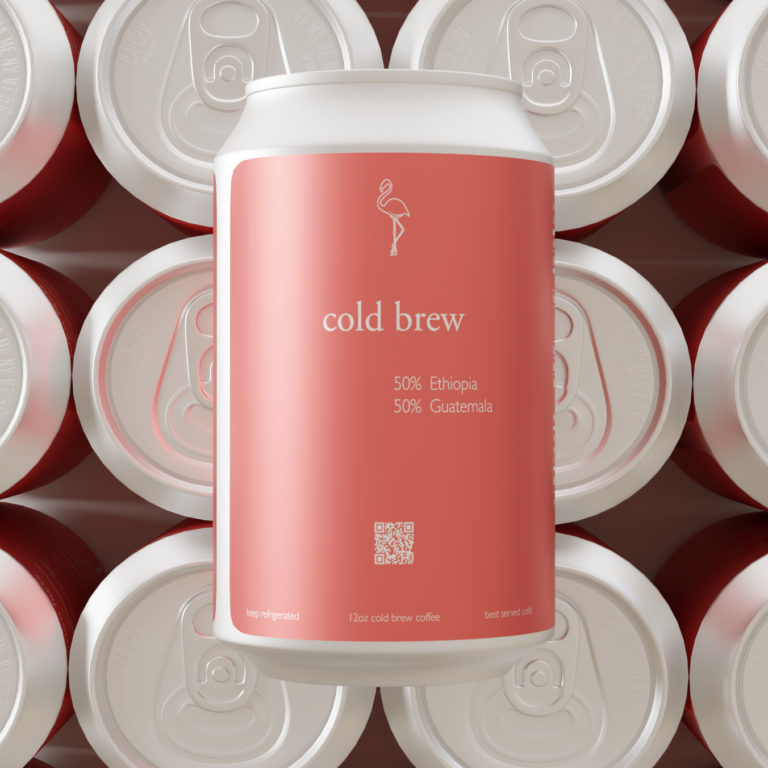 cold brew
50% Ethiopia
50% Guatemala
keep refrigerated 12oz cold brew coffee best served cold